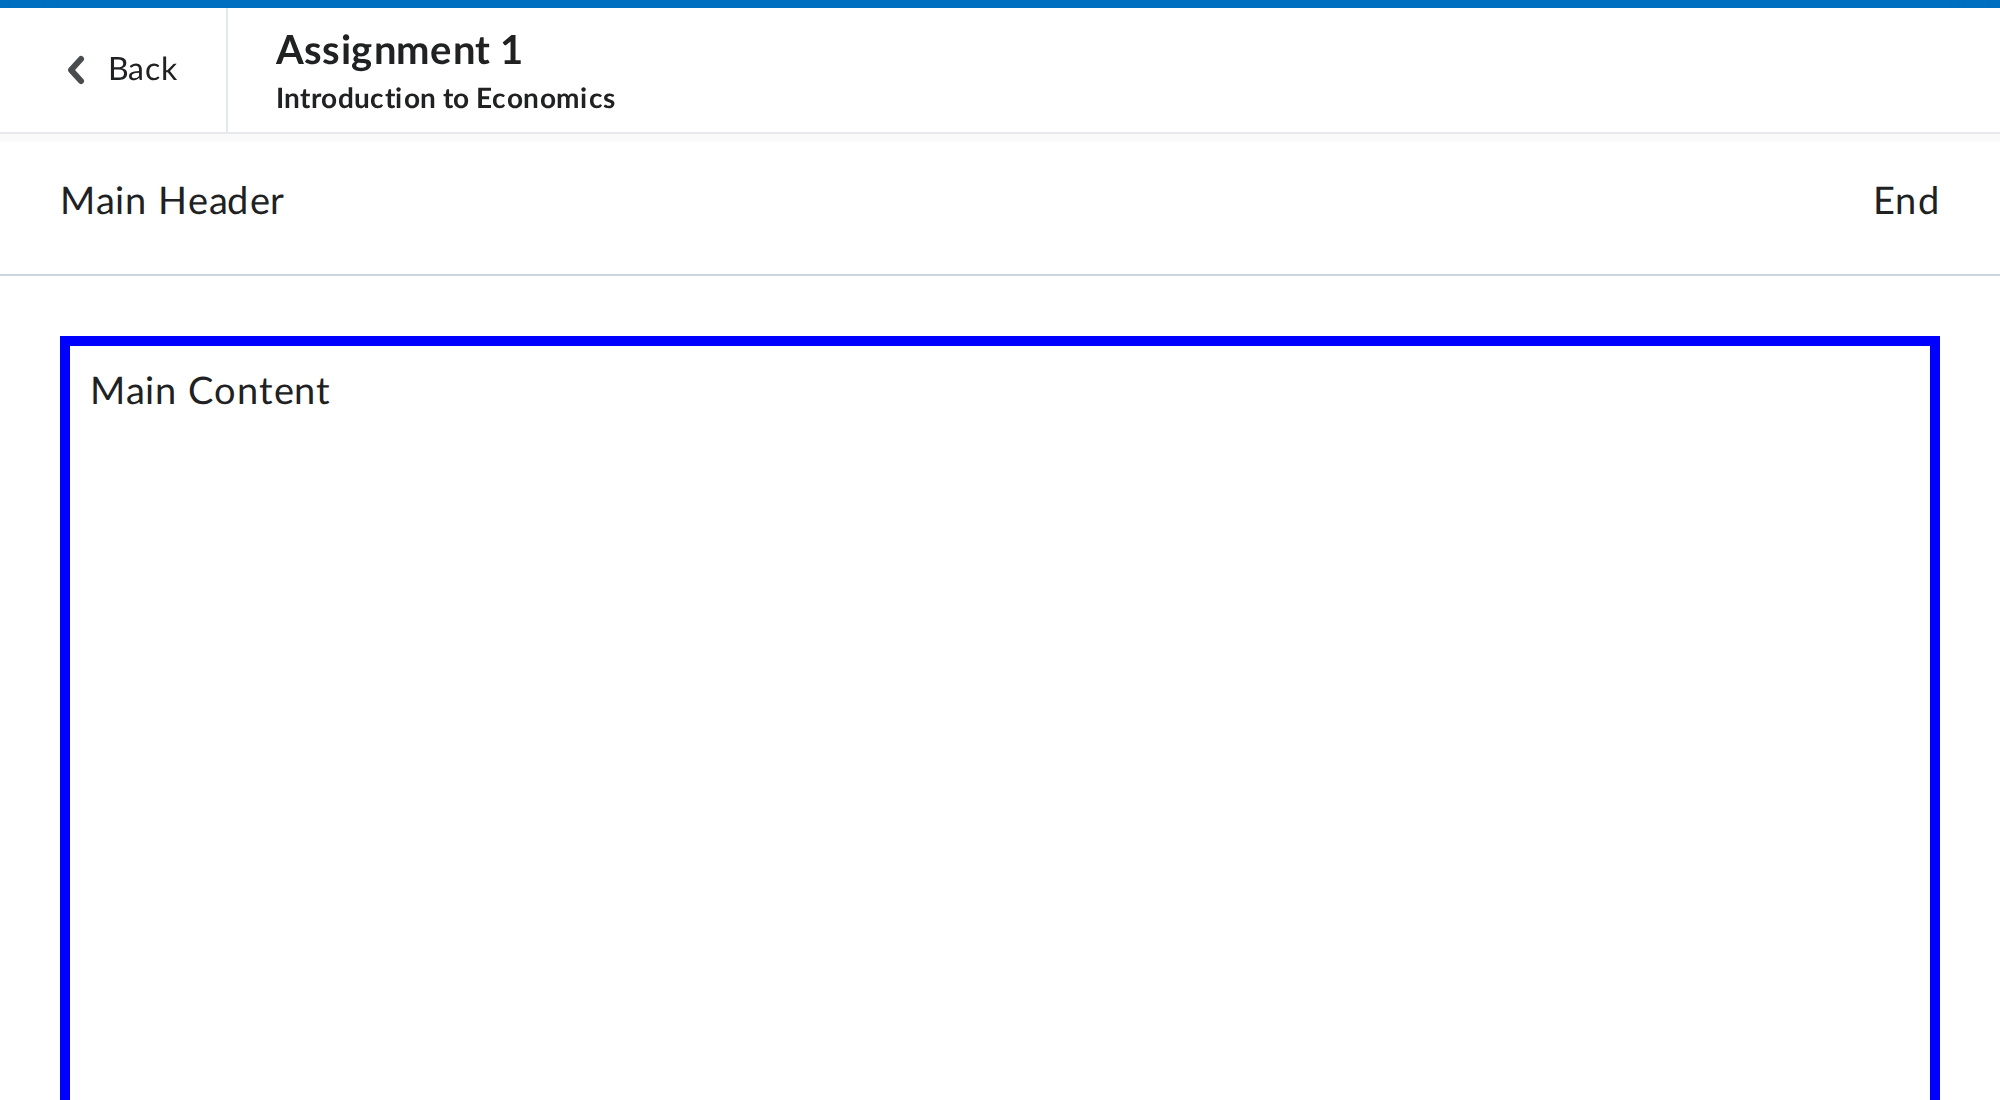 Back
Assignment 1
Introduction to Economics
Main Header
End
Main Content